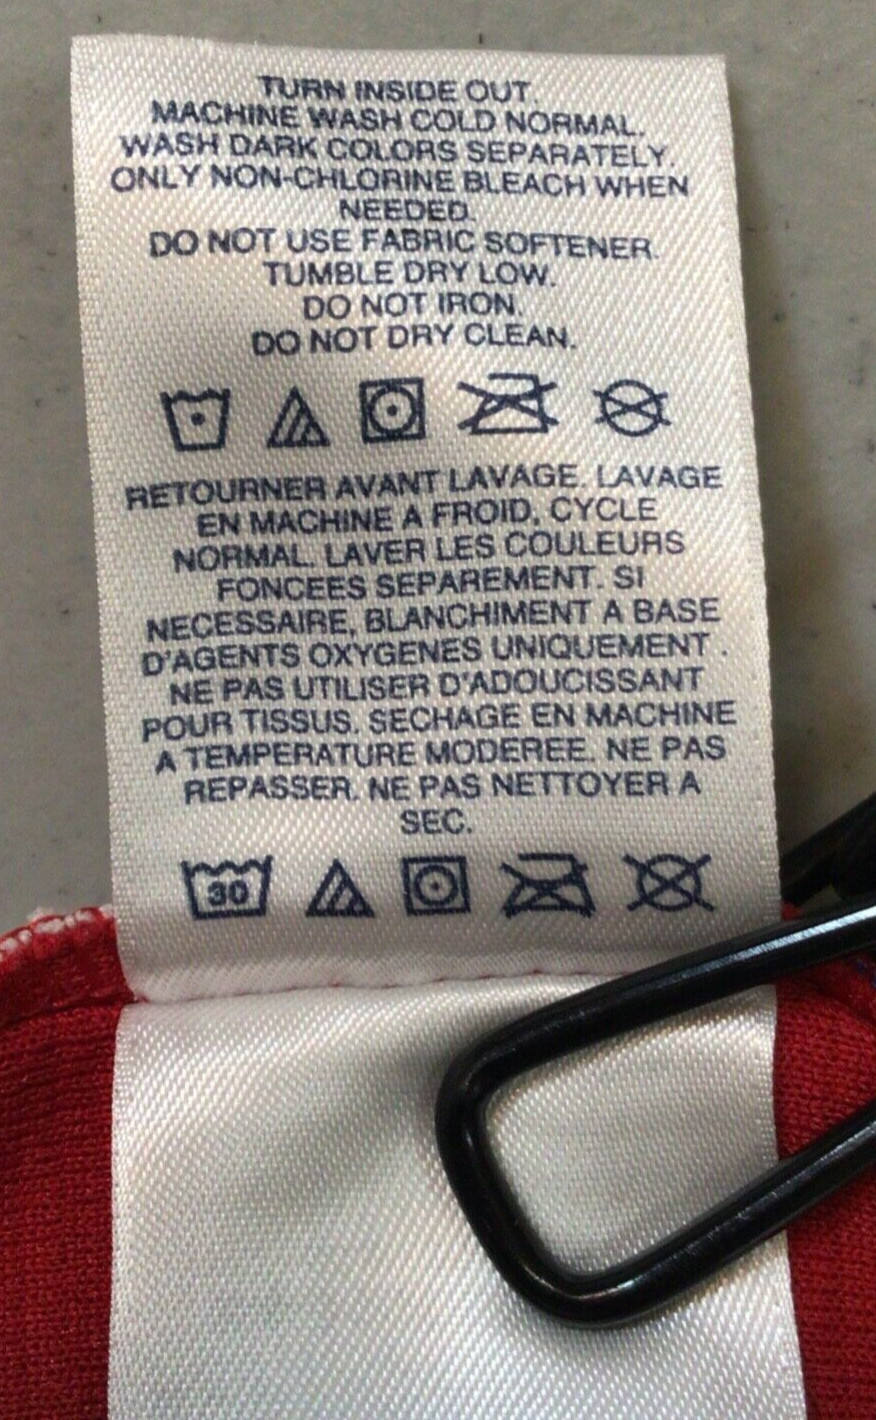 TURN INSIDE OUT.
MACHINE WASH COLD NORMAL.
WASH DARK COLORS SEPARATELY.
ONLY NON-CHLORINE BLEACH WHEN
NEEDED.
DO NOT USE FABRIC SOFTENER.
TUMBLE DRY LOW.
DO NOT IRON.
DO NOT DRY CLEAN.
RETOURNER AVANT LAVAGE. LAVAGE
EN MACHINE A FROID, CYCLE
NORMAL. LAVER LES COULEURS
FONCEES SEPAREMENT. SI
NECESSAIRE, BLANCHIMENT A BASE
D'AGENTS OXYGENES UNIQUEMENT .
NE PAS UTILISER D'ADOUCISSANT
POUR TISSUS. SECHAGE EN MACHINE
A TEMPERATURE MODEREE. NE PAS
REPASSER. NE PAS NETTOYER A
SEC.
30